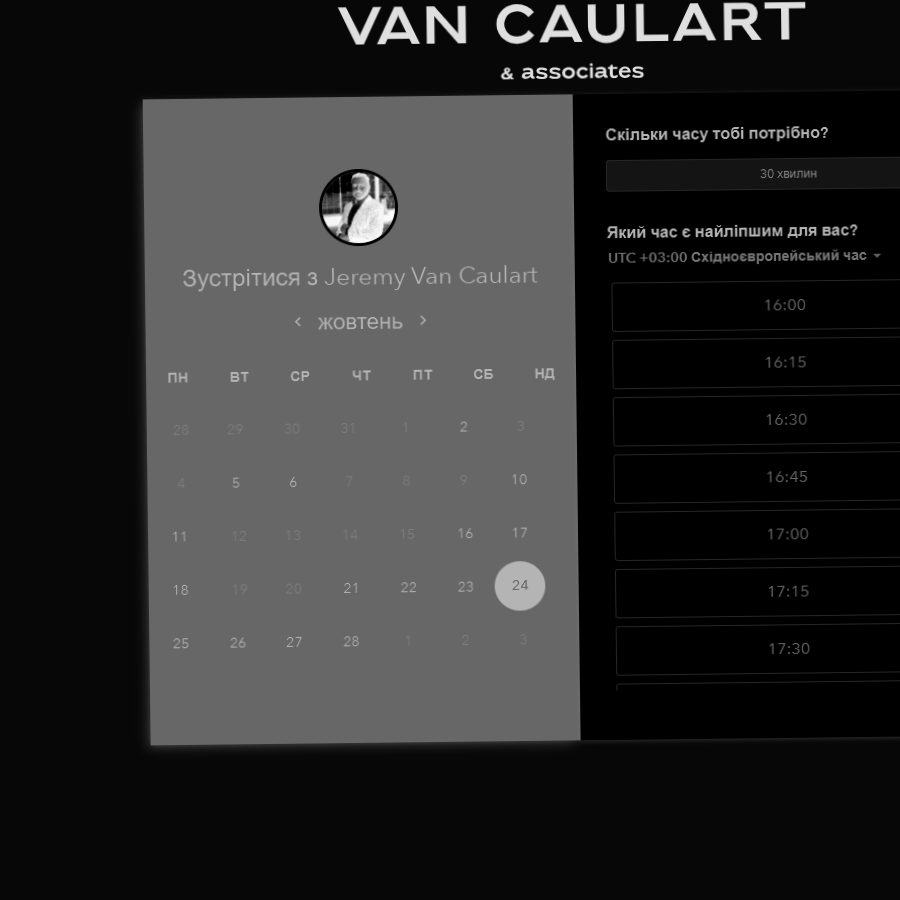 VAN CAULART
& associates
Зустрітися з Jeremy Van Caulart
‹ жовтень ›
ПН ВТ СР ЧТ ПТ СБ НД
28 29 30 31 1 2 3
4 5 6 7 8 9 10
11 12 13 14 15 16 17
18 19 20 21 22 23 24
25 26 27 28 1 2 3
Скільки часу тобі потрібно?
30 хвилин
Який час є найліпшим для вас?
UTC +03:00 Східноєвропейський час
16:00
16:15
16:30
16:45
17:00
17:15
17:30